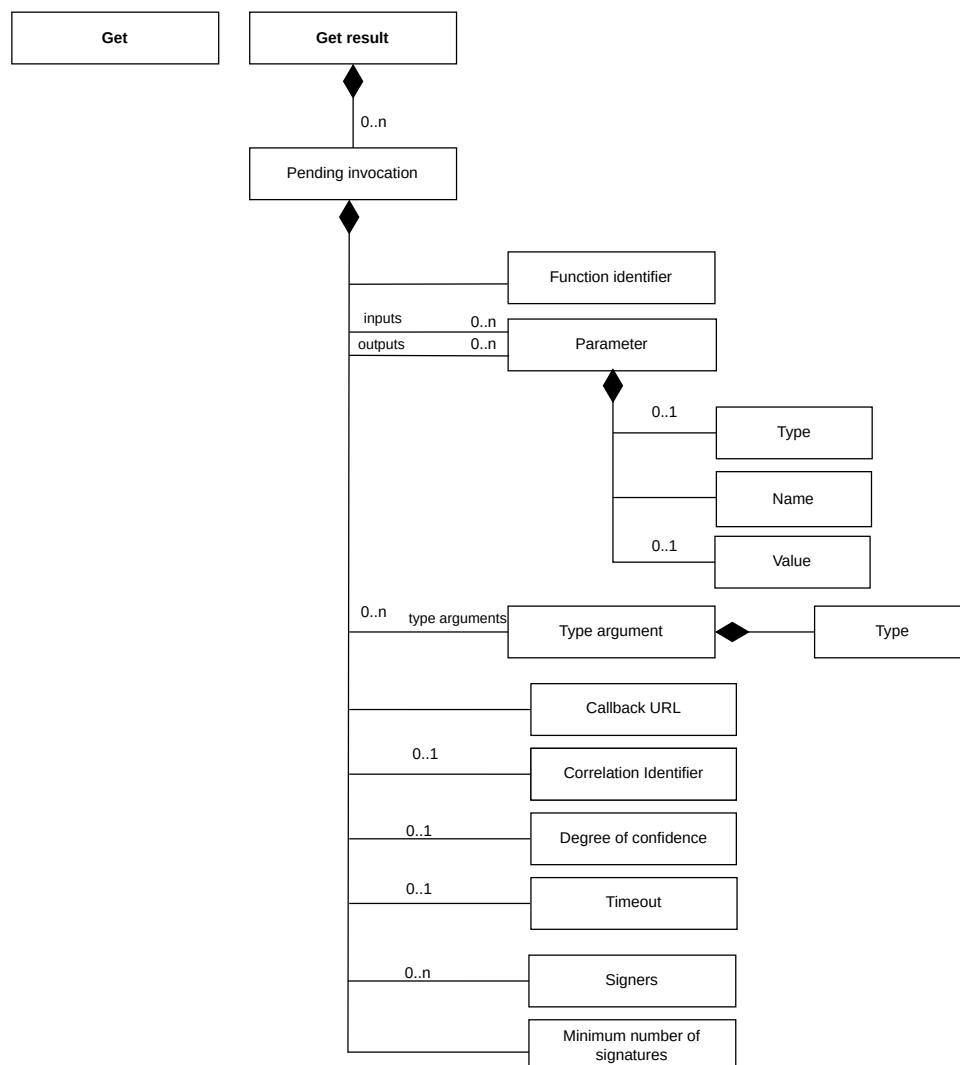 Get
Get result
0..n
Pending invocation
Function identifier
inputs
0..n
outputs
0..n
Parameter
0..1
Type
Name
0..1
Value
0..n
type arguments
Type argument
Type
Callback URL
0..1
Correlation Identifier
0..1
Degree of confidence
0..1
Timeout
0..n
Signers
Minimum number of
signatures